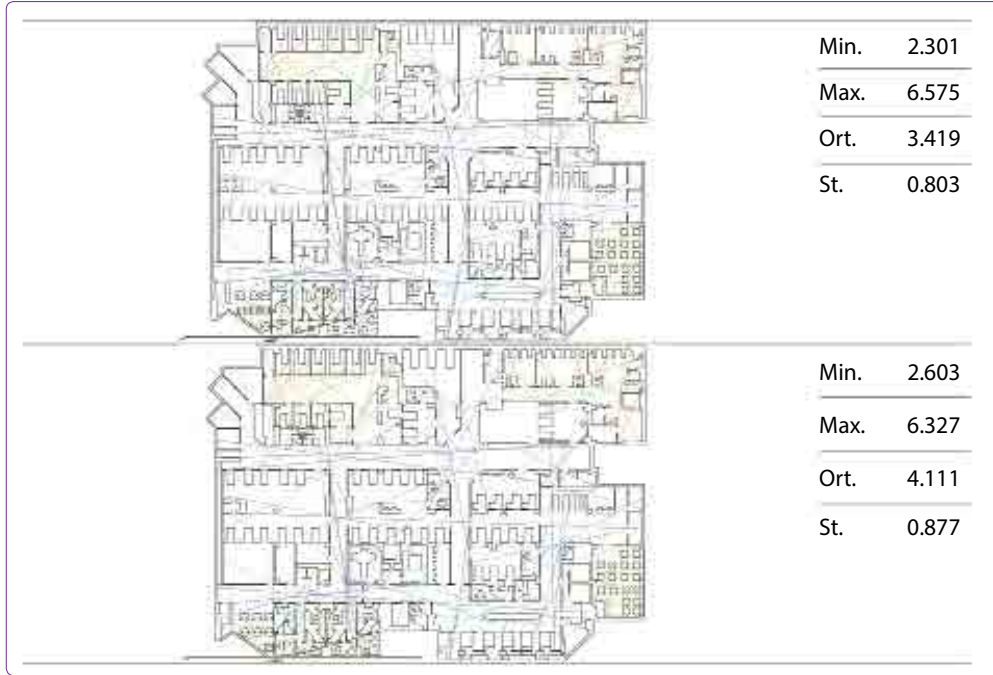 Min. 2.301
Max. 6.575
Ort. 3.419
St. 0.803
Min. 2.603
Max. 6.327
Ort. 4.111
St. 0.877